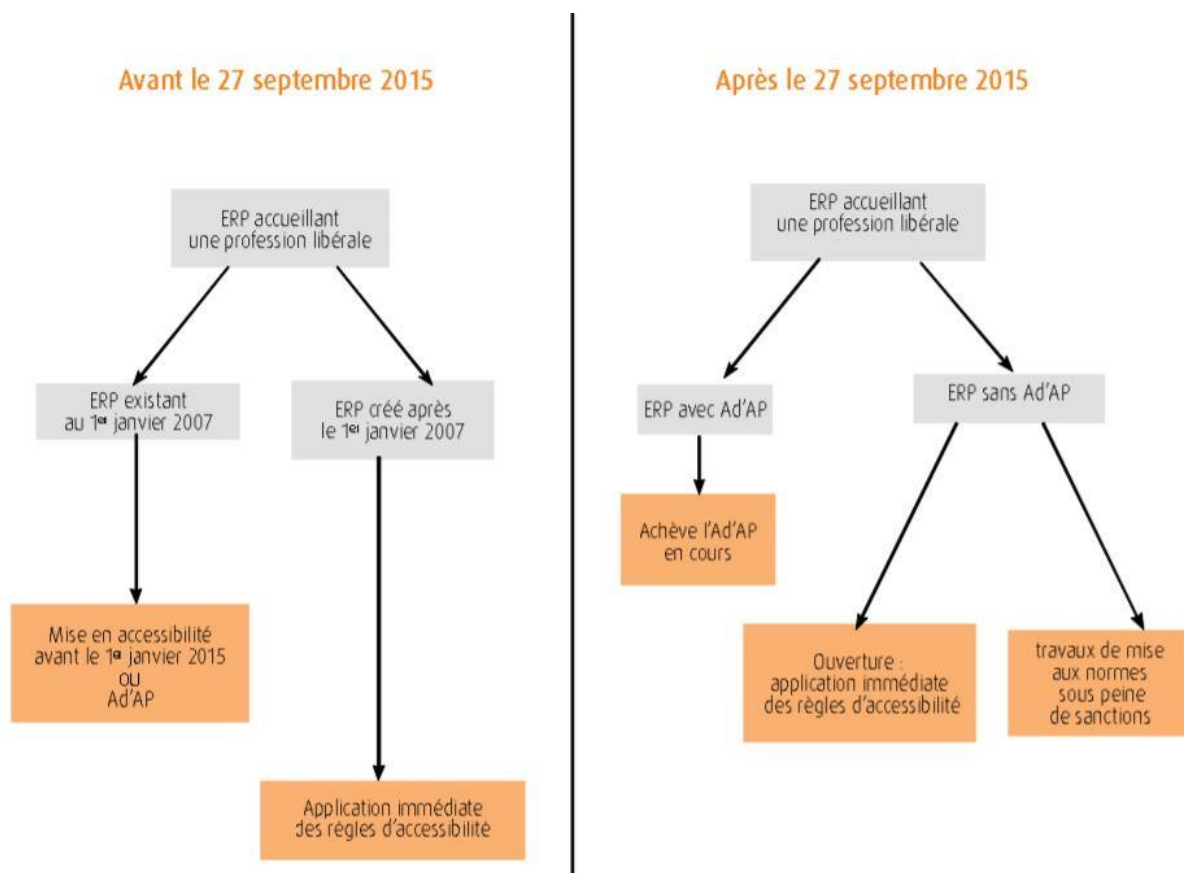 Avant le 27 septembre 2015
ERP accueillant
une profession libérale
ERP existant
au 1er janvier 2007
ERP créé après
le 1er janvier 2007
Mise en accessibilité
avant le 1er janvier 2015
ou
Ad'AP
Application immédiate
des règles d'accessibilité
Après le 27 septembre 2015
ERP accueillant
une profession libérale
ERP avec Ad'AP
ERP sans Ad'AP
Achève l'Ad'AP
en cours
Ouverture :
application immédiate
des règles d'accessibilité
travaux de mise
aux normes
sous peine
de sanctions